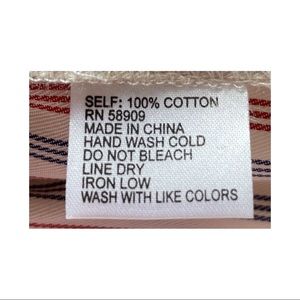 SELF: 100% COTTON
RN 58909
MADE IN CHINA
HAND WASH COLD
DO NOT BLEACH
LINE DRY
IRON LOW
WASH WITH LIKE COLORS